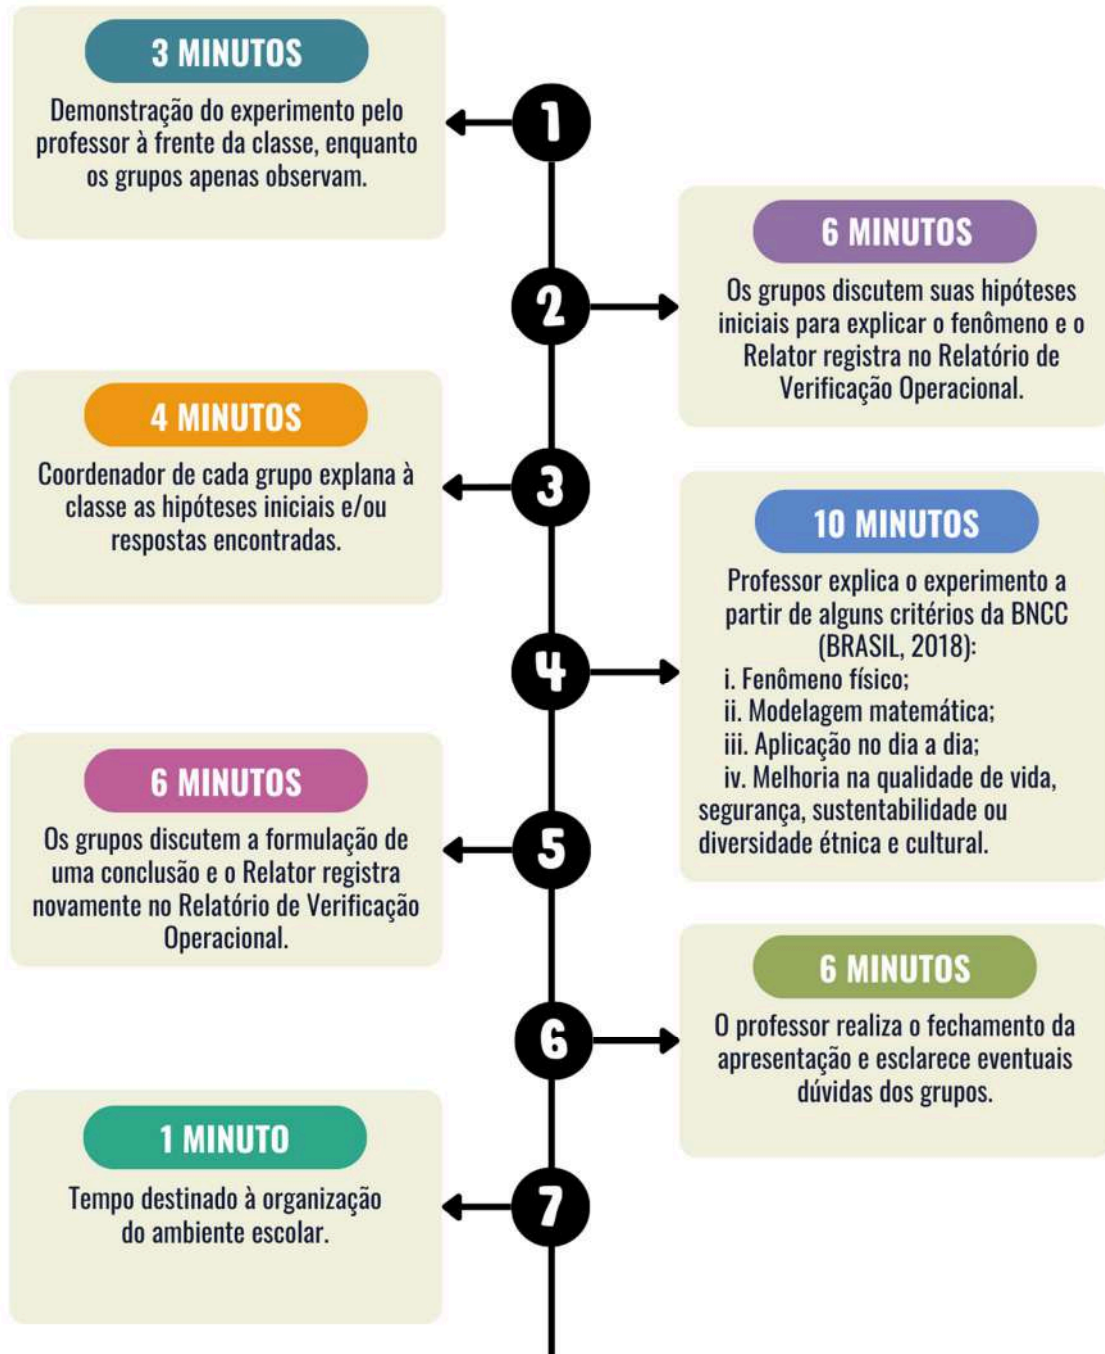 3 MINUTOS
Demonstração do experimento pelo
professor à frente da classe, enquanto
os grupos apenas observam.
1
6 MINUTOS
Os grupos discutem suas hipóteses
iniciais para explicar o fenômeno e o
Relator registra no Relatório de
Verificação Operacional.
2
4 MINUTOS
Coordenador de cada grupo explana à
classe as hipóteses iniciais e/ou
respostas encontradas.
3
10 MINUTOS
Professor explica o experimento a
partir de alguns critérios da BNCC
(BRASIL, 2018):
i. Fenômeno físico;
ii. Modelagem matemática;
iii. Aplicação no dia a dia;
iv. Melhoria na qualidade de vida,
segurança, sustentabilidade ou
diversidade étnica e cultural.
4
6 MINUTOS
Os grupos discutem a formulação de
uma conclusão e o Relator registra
novamente no Relatório de Verificação
Operacional.
5
6 MINUTOS
O professor realiza o fechamento da
apresentação e esclarece eventuais
dúvidas dos grupos.
6
1 MINUTO
Tempo destinado à organização
do ambiente escolar.
7